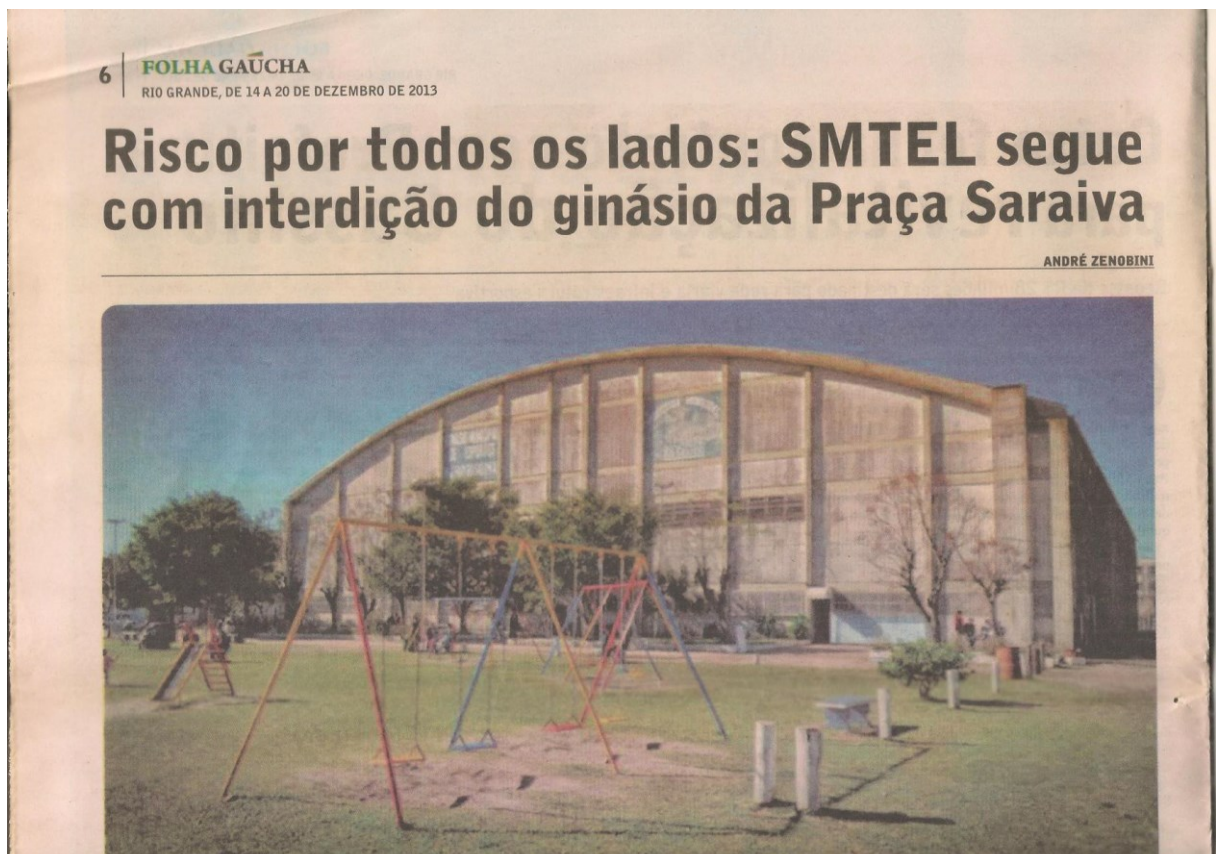 6
FOLHA GAÚCHA
RIO GRANDE, DE 14 A 20 DE DEZEMBRO DE 2013
Risco por todos os lados: SMTEL segue
com interdição do ginásio da Praça Saraiva
ANDRÉ ZENOBINI